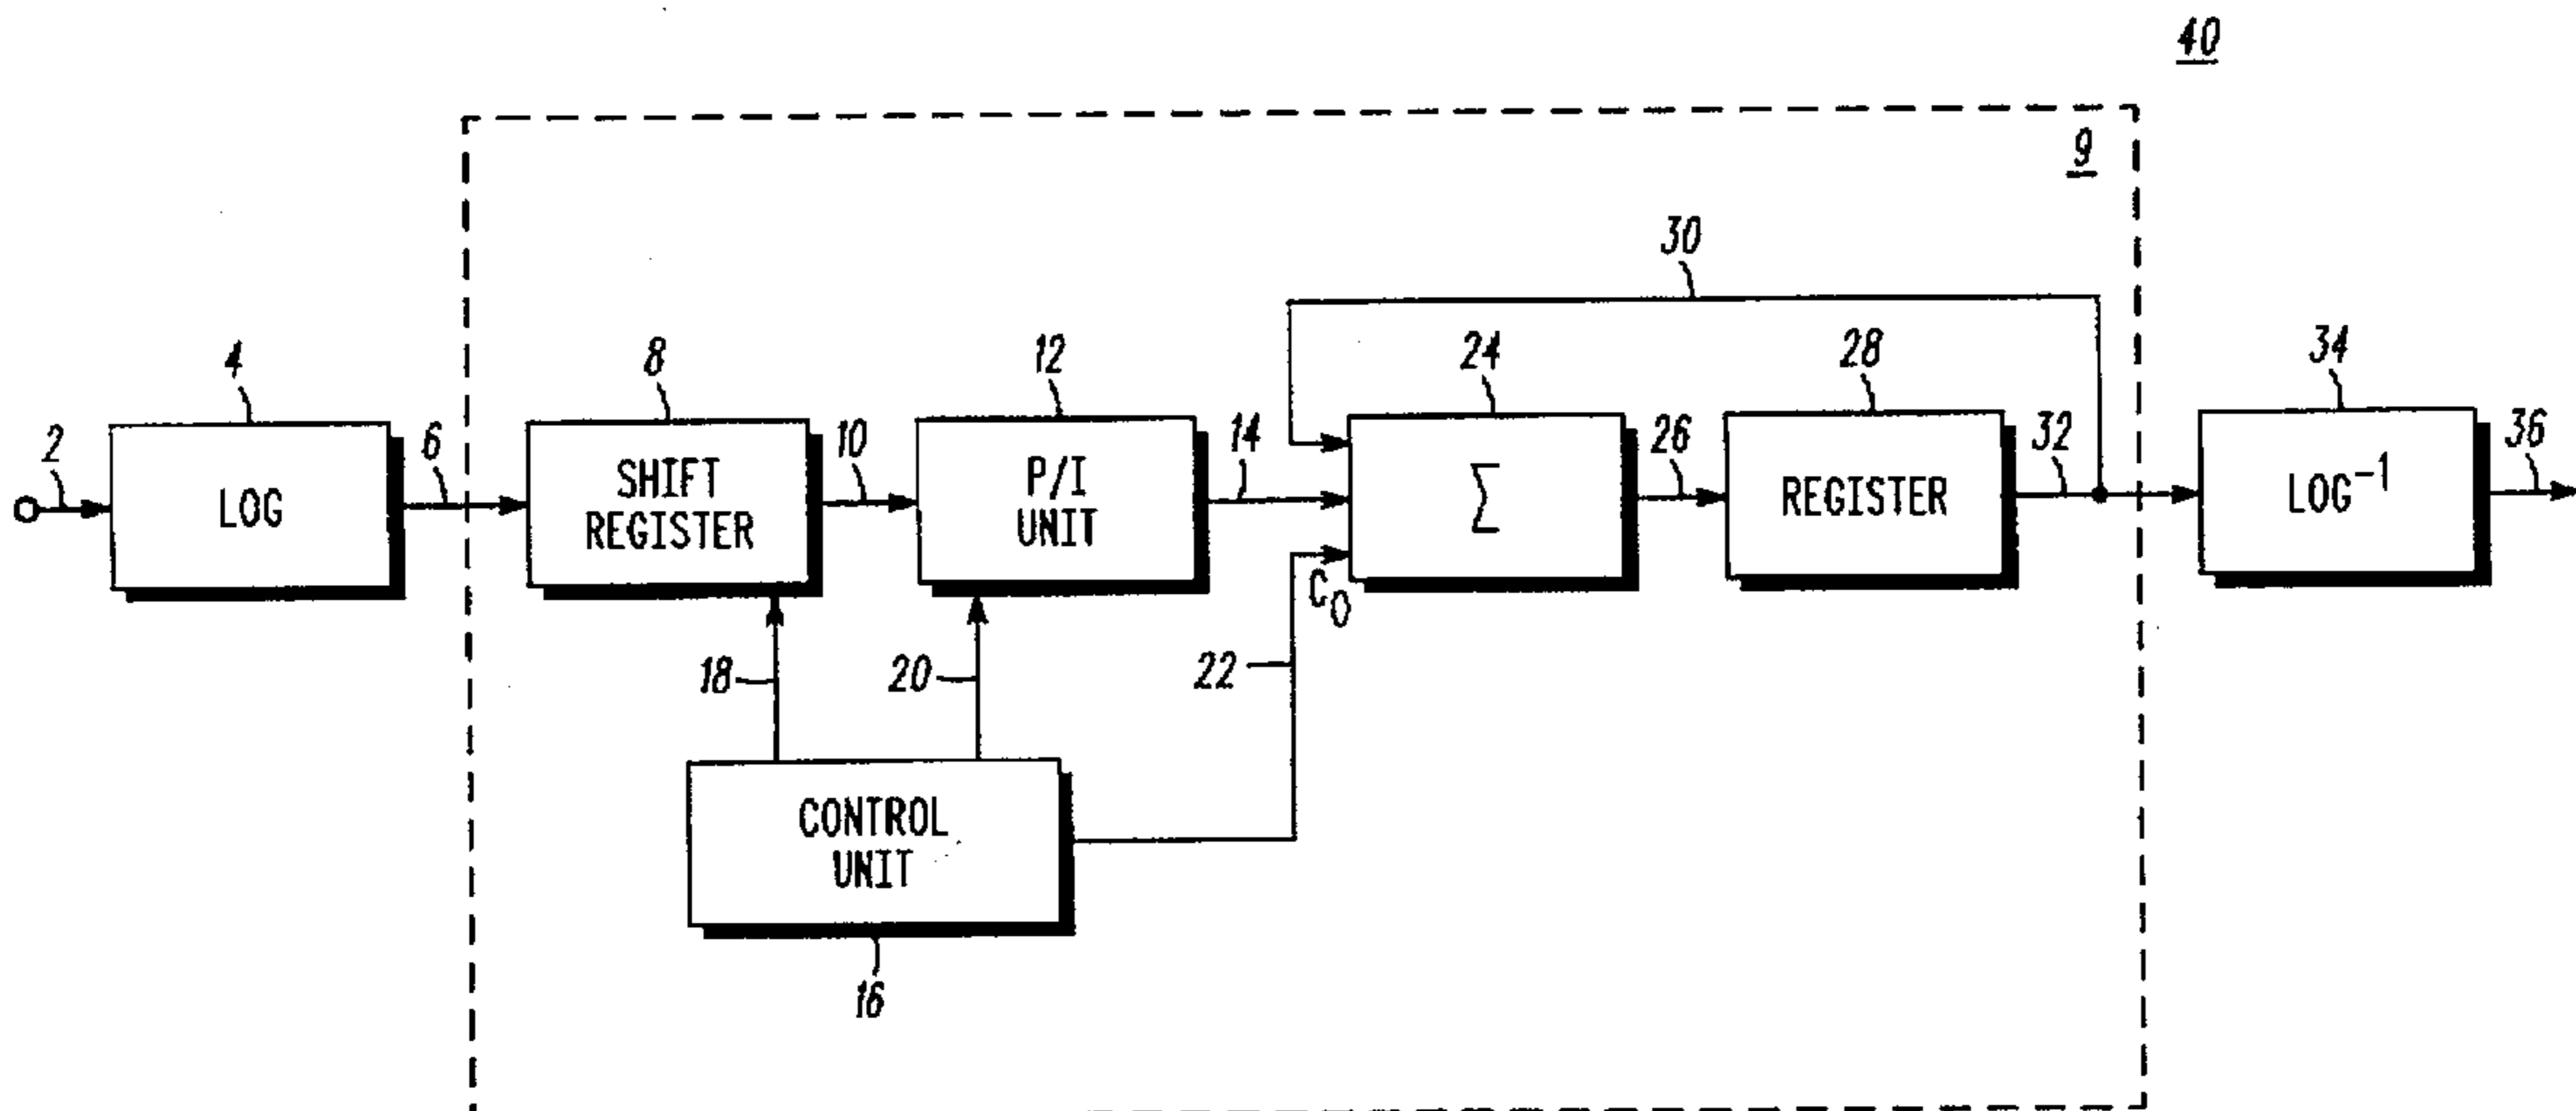 40
9
30
4
8
12
24
28
34
2
6
10
14
26
32
36
LOG
SHIFT
REGISTER
P/I
UNIT
Σ
REGISTER
LOG⁻¹
C₀
18
20
22
CONTROL
UNIT
16